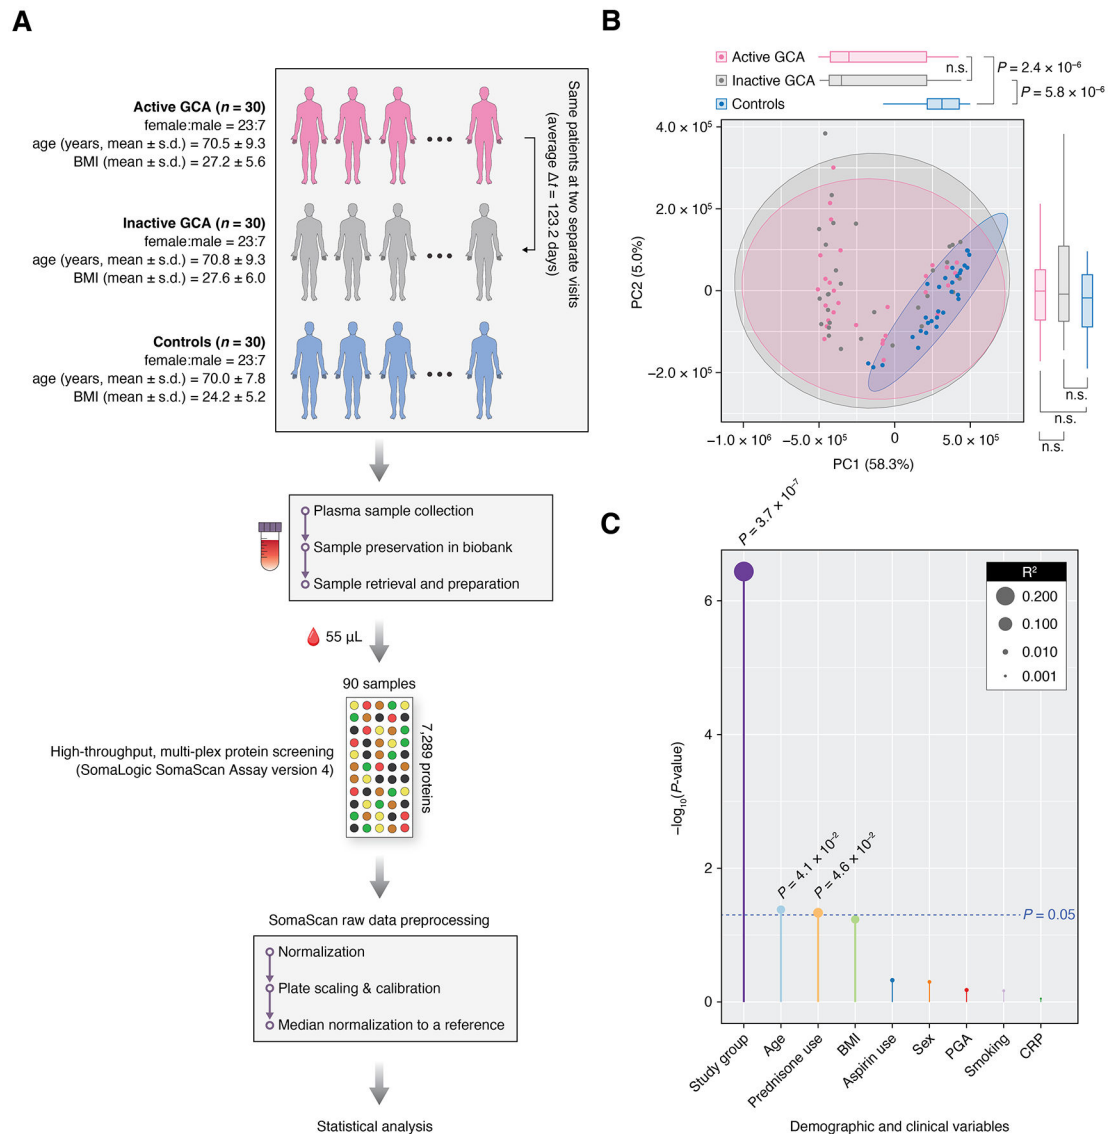 A
Active GCA (n = 30)
female:male = 23:7
age (years, mean ± s.d.) = 70.5 ± 9.3
BMI (mean ± s.d.) = 27.2 ± 5.6
Inactive GCA (n = 30)
female:male = 23:7
age (years, mean ± s.d.) = 70.8 ± 9.3
BMI (mean ± s.d.) = 27.6 ± 6.0
Controls (n = 30)
female:male = 23:7
age (years, mean ± s.d.) = 70.0 ± 7.8
BMI (mean ± s.d.) = 24.2 ± 5.2
Same patients at two separate visits
(average Δt = 123.2 days)
Plasma sample collection
Sample preservation in biobank
Sample retrieval and preparation
55 µL
90 samples
7,289 proteins
High-throughput, multi-plex protein screening
(SomaLogic SomaScan Assay version 4)
SomaScan raw data preprocessing
Normalization
Plate scaling & calibration
Median normalization to a reference
Statistical analysis
B
Active GCA
Inactive GCA
Controls
n.s.
P = 2.4 × 10⁻⁶
P = 5.8 × 10⁻⁶
4.0 × 10⁵
2.0 × 10⁵
0
−2.0 × 10⁵
PC2 (5.0%)
−1.0 × 10⁶
−5.0 × 10⁵
0
5.0 × 10⁵
PC1 (58.3%)
n.s.
n.s.
n.s.
C
P = 3.7 × 10⁻⁷
R²
0.200
0.100
0.010
0.001
6
4
2
0
−log₁₀(P-value)
P = 4.1 × 10⁻²
P = 4.6 × 10⁻²
P = 0.05
Study group
Age
Prednisone use
BMI
Aspirin use
Sex
PGA
Smoking
CRP
Demographic and clinical variables